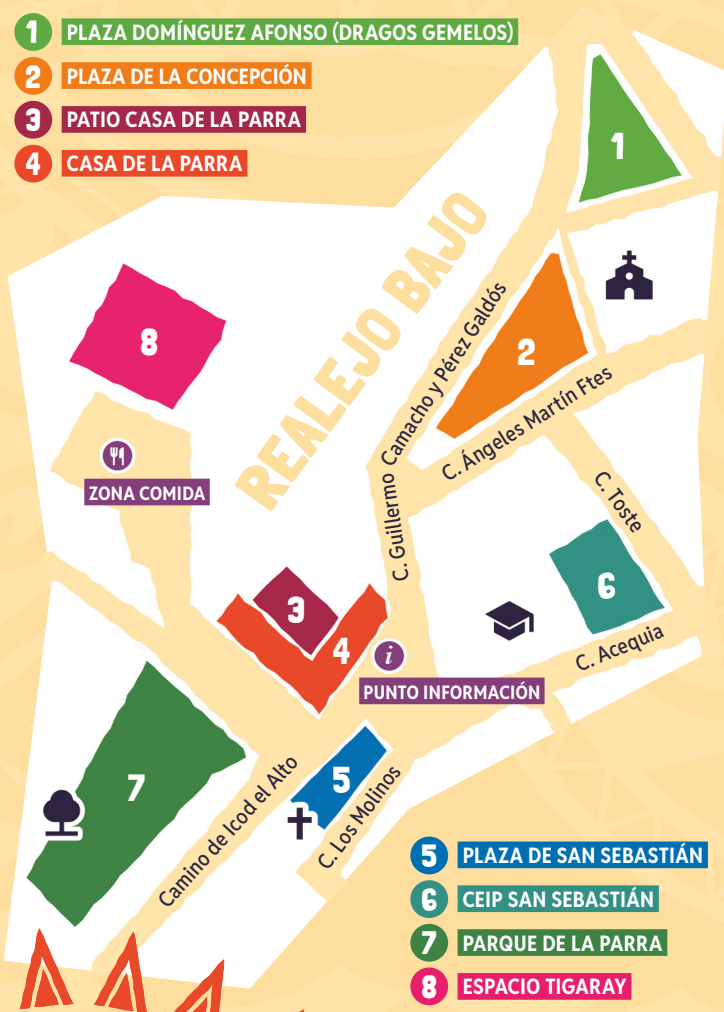 1 PLAZA DOMÍNGUEZ AFONSO (DRAGOS GEMELOS)
2 PLAZA DE LA CONCEPCIÓN
3 PATIO CASA DE LA PARRA
4 CASA DE LA PARRA
1
REALEJO BAJO
8
2
C. Guillermo Camacho y Pérez Galdós
C. Ángeles Martín Ftes
ZONA COMIDA
C. Toste
6
3
4
i
C. Acequia
PUNTO INFORMACIÓN
7
5
Camino de Icod el Alto
C. Los Molinos
5 PLAZA DE SAN SEBASTIÁN
6 CEIP SAN SEBASTIÁN
7 PARQUE DE LA PARRA
8 ESPACIO TIGARAY